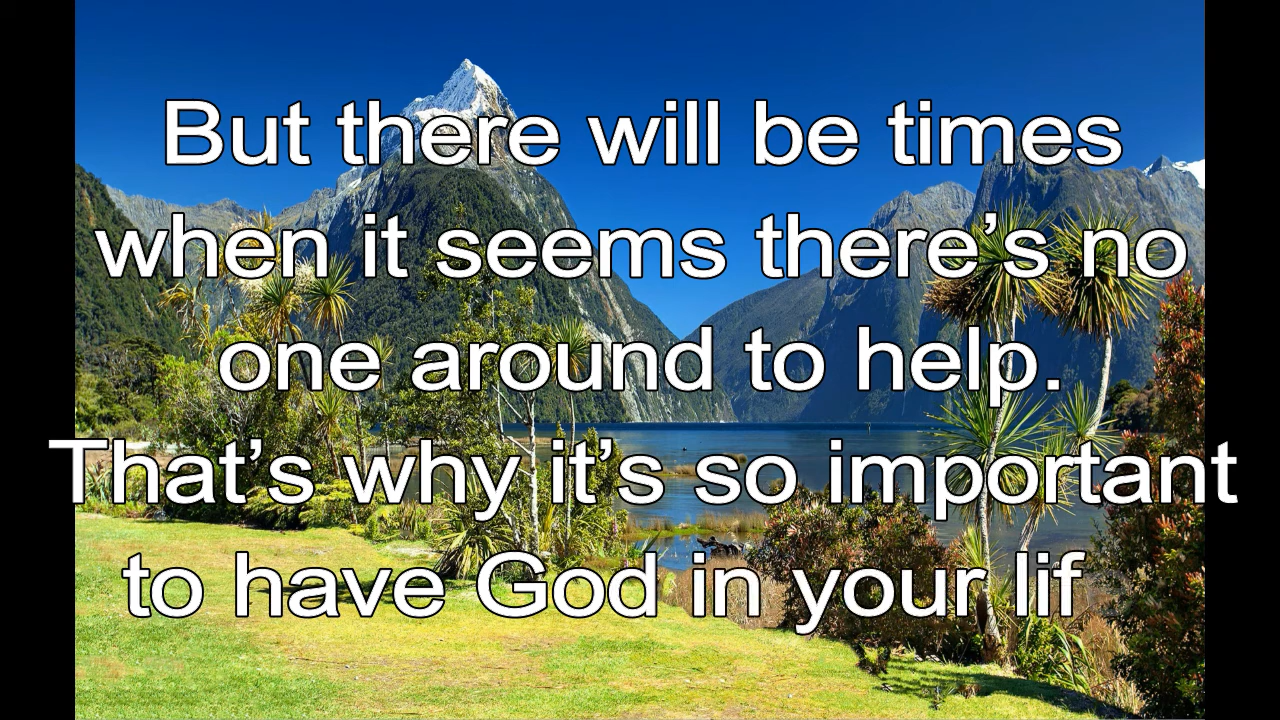 But there will be times
when it seems there’s no
one around to help.
That’s why it’s so important
to have God in your lif